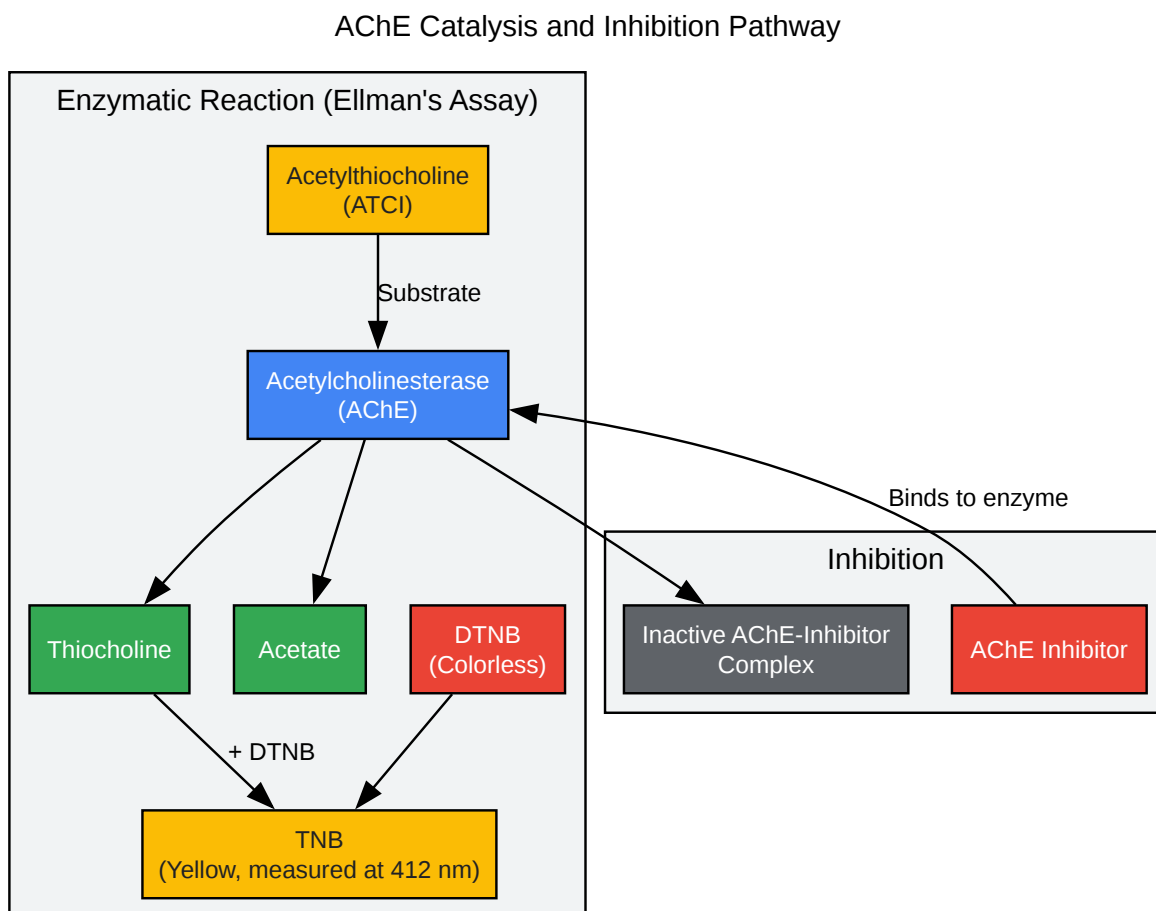 AChE Catalysis and Inhibition Pathway
Enzymatic Reaction (Ellman's Assay)
Acetylthiocholine
(ATCI)
Substrate
Acetylcholinesterase
(AChE)
Binds to enzyme
Inhibition
Thiocholine
Acetate
DTNB
(Colorless)
Inactive AChE-Inhibitor
Complex
AChE Inhibitor
+ DTNB
TNB
(Yellow, measured at 412 nm)